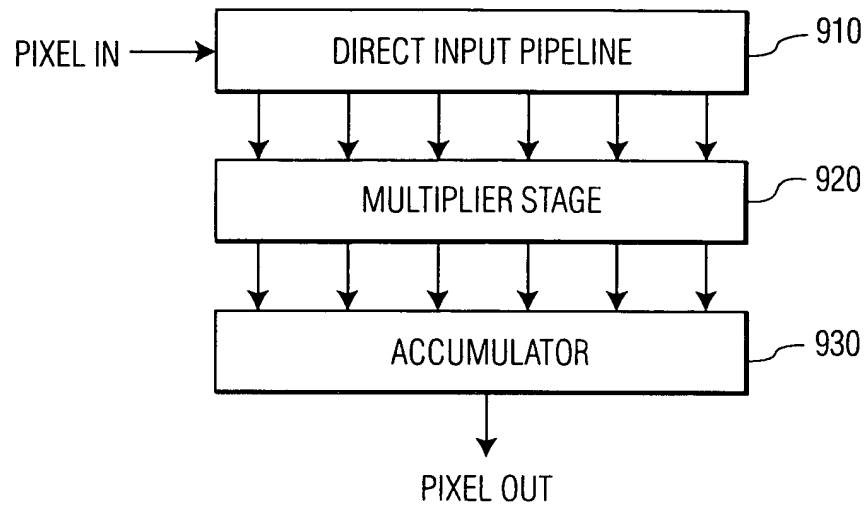 910
PIXEL IN
DIRECT INPUT PIPELINE
920
MULTIPLIER STAGE
930
ACCUMULATOR
PIXEL OUT